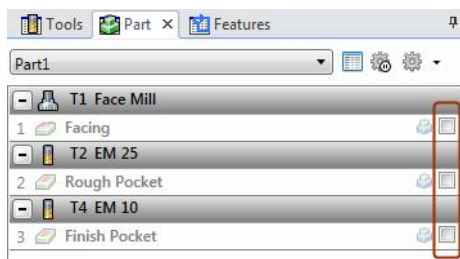 Tools Part Features
Part1
T1 Face Mill
1 Facing
T2 EM 25
2 Rough Pocket
T4 EM 10
3 Finish Pocket